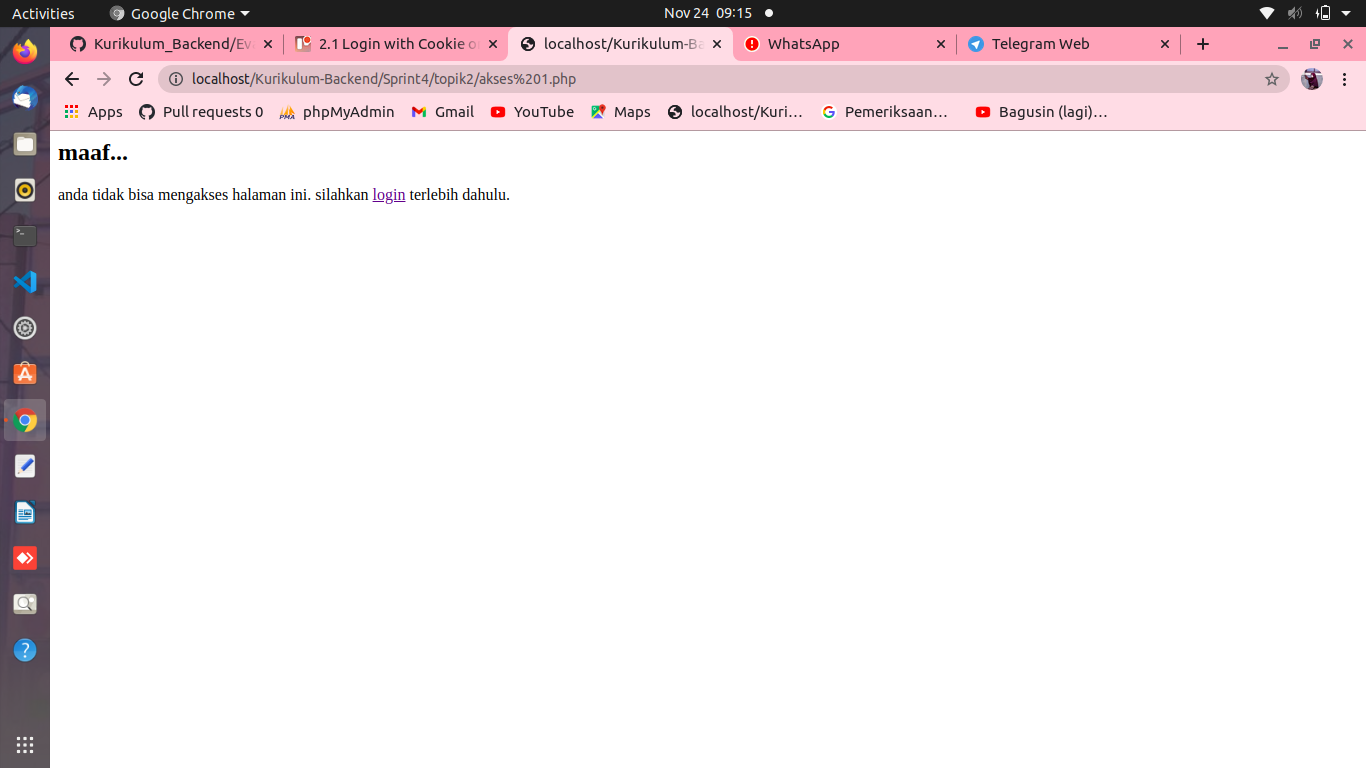 Activities Google Chrome Nov 24 09:15
Kurikulum_Backend/Ev 2.1 Login with Cookie o localhost/Kurikulum-Ba WhatsApp Telegram Web
localhost/Kurikulum-Backend/Sprint4/topik2/akses%201.php
Apps Pull requests 0 PMA phpMyAdmin Gmail YouTube Maps localhost/Kuri... Pemeriksaan... Bagusin (lagi)...
maaf...
anda tidak bisa mengakses halaman ini. silahkan login terlebih dahulu.